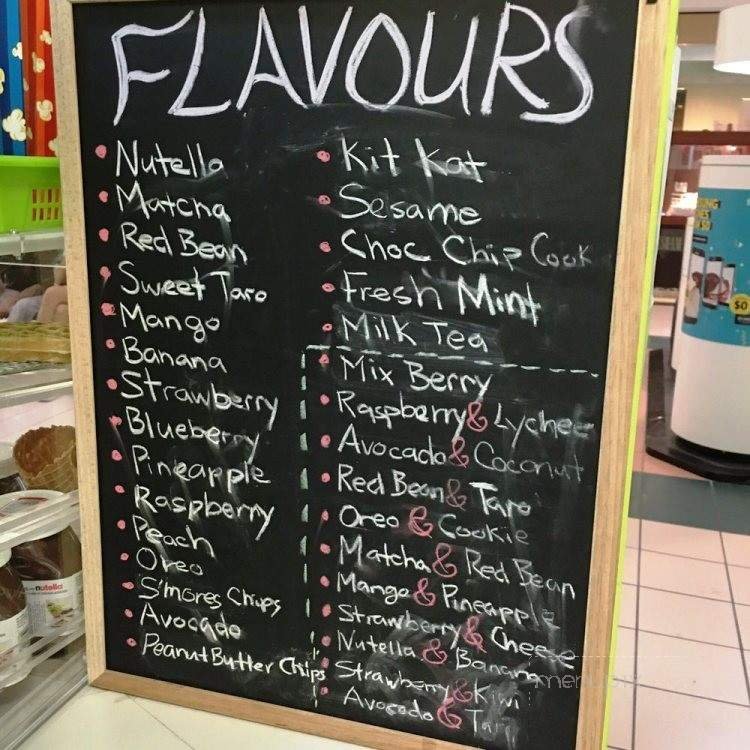 FLAVOURS
Nutella
Matcha
Red Bean
Sweet Taro
Mango
Banana
Strawberry
Blueberry
Pineapple
Raspberry
Peach
Oreo
S'mores Chips
Avocado
Peanut Butter Chips
Kit Kat
Sesame
Choc Chip Cook
Fresh Mint
Milk Tea
Mix Berry
Raspberry & Lychee
Avocado & Coconut
Red Bean & Taro
Oreo & Cookie
Matcha & Red Bean
Mango & Pineapple
Strawberry & Cheese
Nutella & Banana
Strawberry & Kiwi
Avocado &
nutella
$0